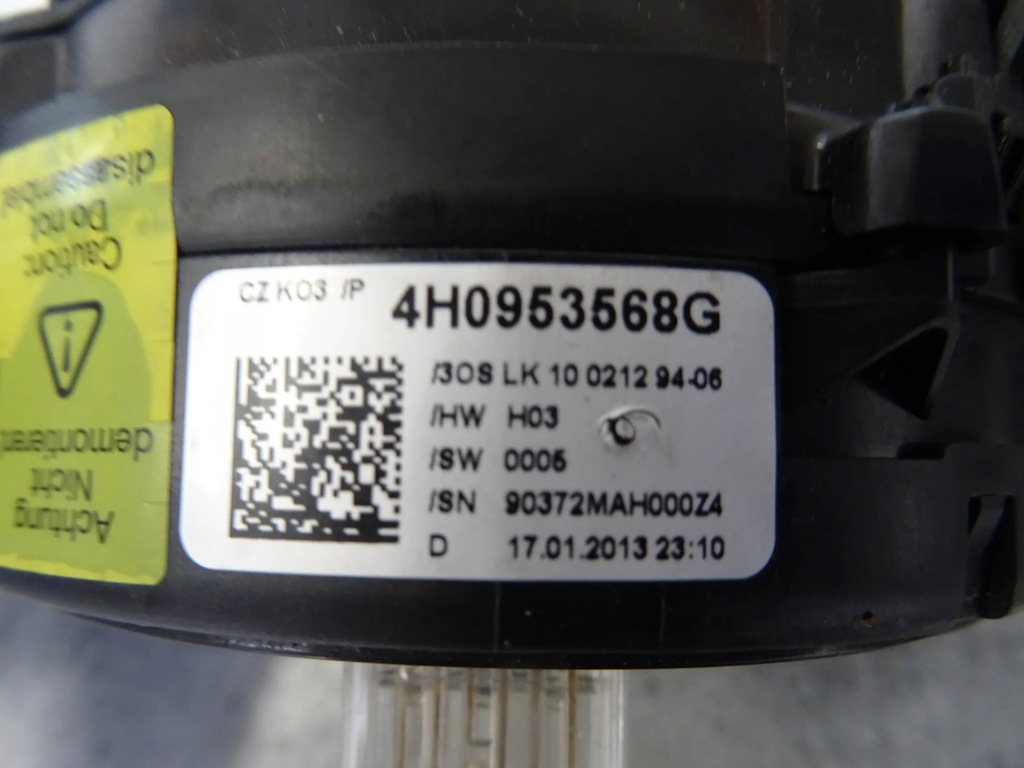 CZ KO3 /P 4H0953568G
/3OS LK 10 0212 94-06
/HW H03
/SW 0005
/SN 90372MAH000Z4
D 17.01.2013 23:10
Achtung
Nicht
demontieren!
Caution:
Do not
disassemble!